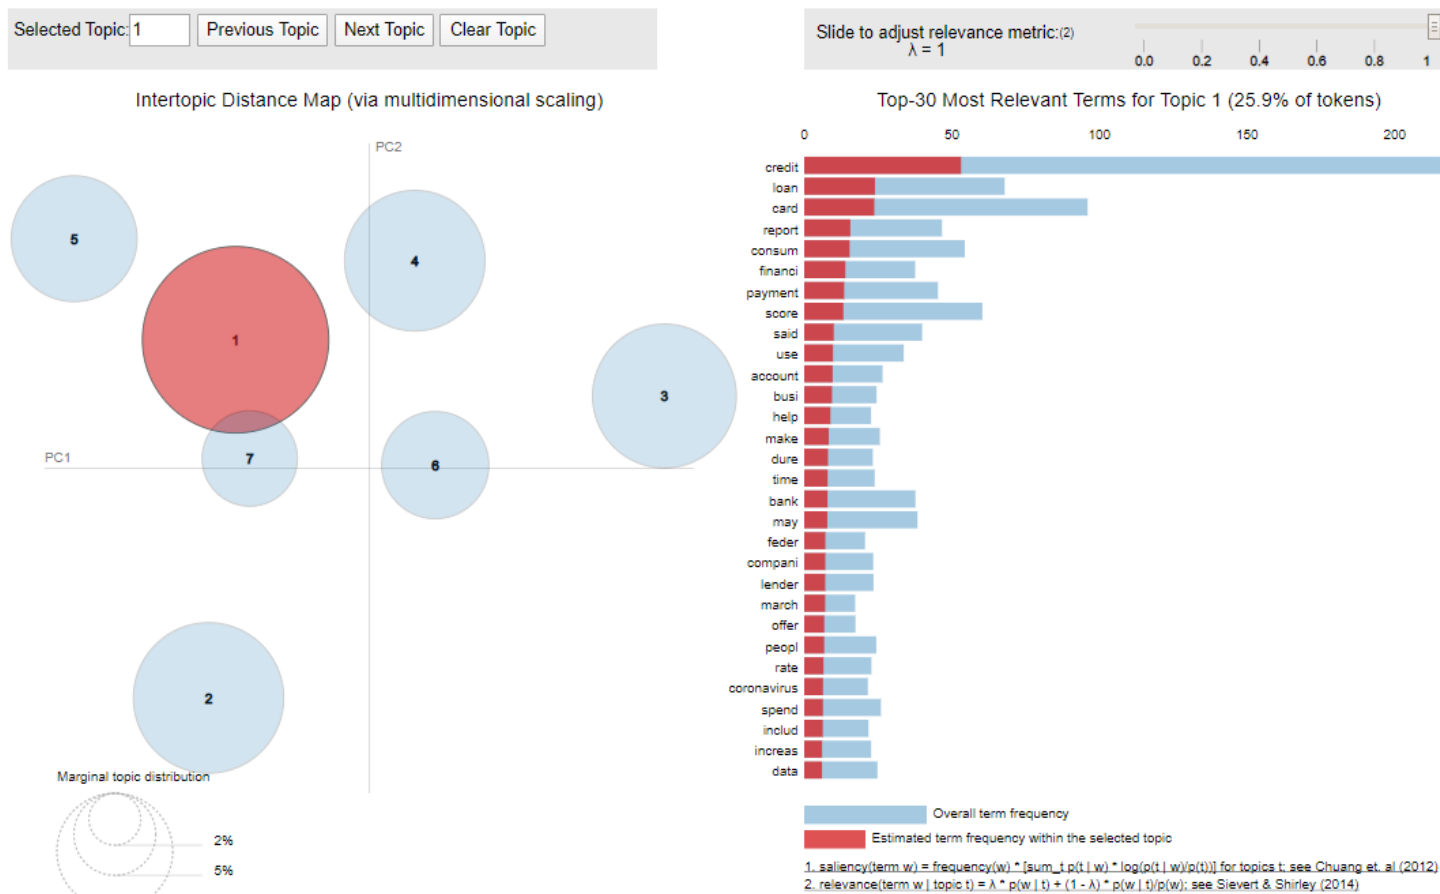 Selected Topic: 1 Previous Topic Next Topic Clear Topic
Slide to adjust relevance metric:(2)
λ = 1
0.0 0.2 0.4 0.6 0.8 1
Intertopic Distance Map (via multidimensional scaling)
PC2
5
4
1
3
PC1
7
6
2
Marginal topic distribution
2%
5%
Top-30 Most Relevant Terms for Topic 1 (25.9% of tokens)
0 50 100 150 200
credit
loan
card
report
consum
financi
payment
score
said
use
account
busi
help
make
dure
time
bank
may
feder
compani
lender
march
offer
peopl
rate
coronavirus
spend
includ
increas
data
Overall term frequency
Estimated term frequency within the selected topic
1. saliency(term w) = frequency(w) * [sum_t p(t | w) * log(p(t | w)/p(t))] for topics t; see Chuang et. al (2012)
2. relevance(term w | topic t) = λ * p(w | t) + (1 - λ) * p(w | t)/p(w); see Sievert & Shirley (2014)